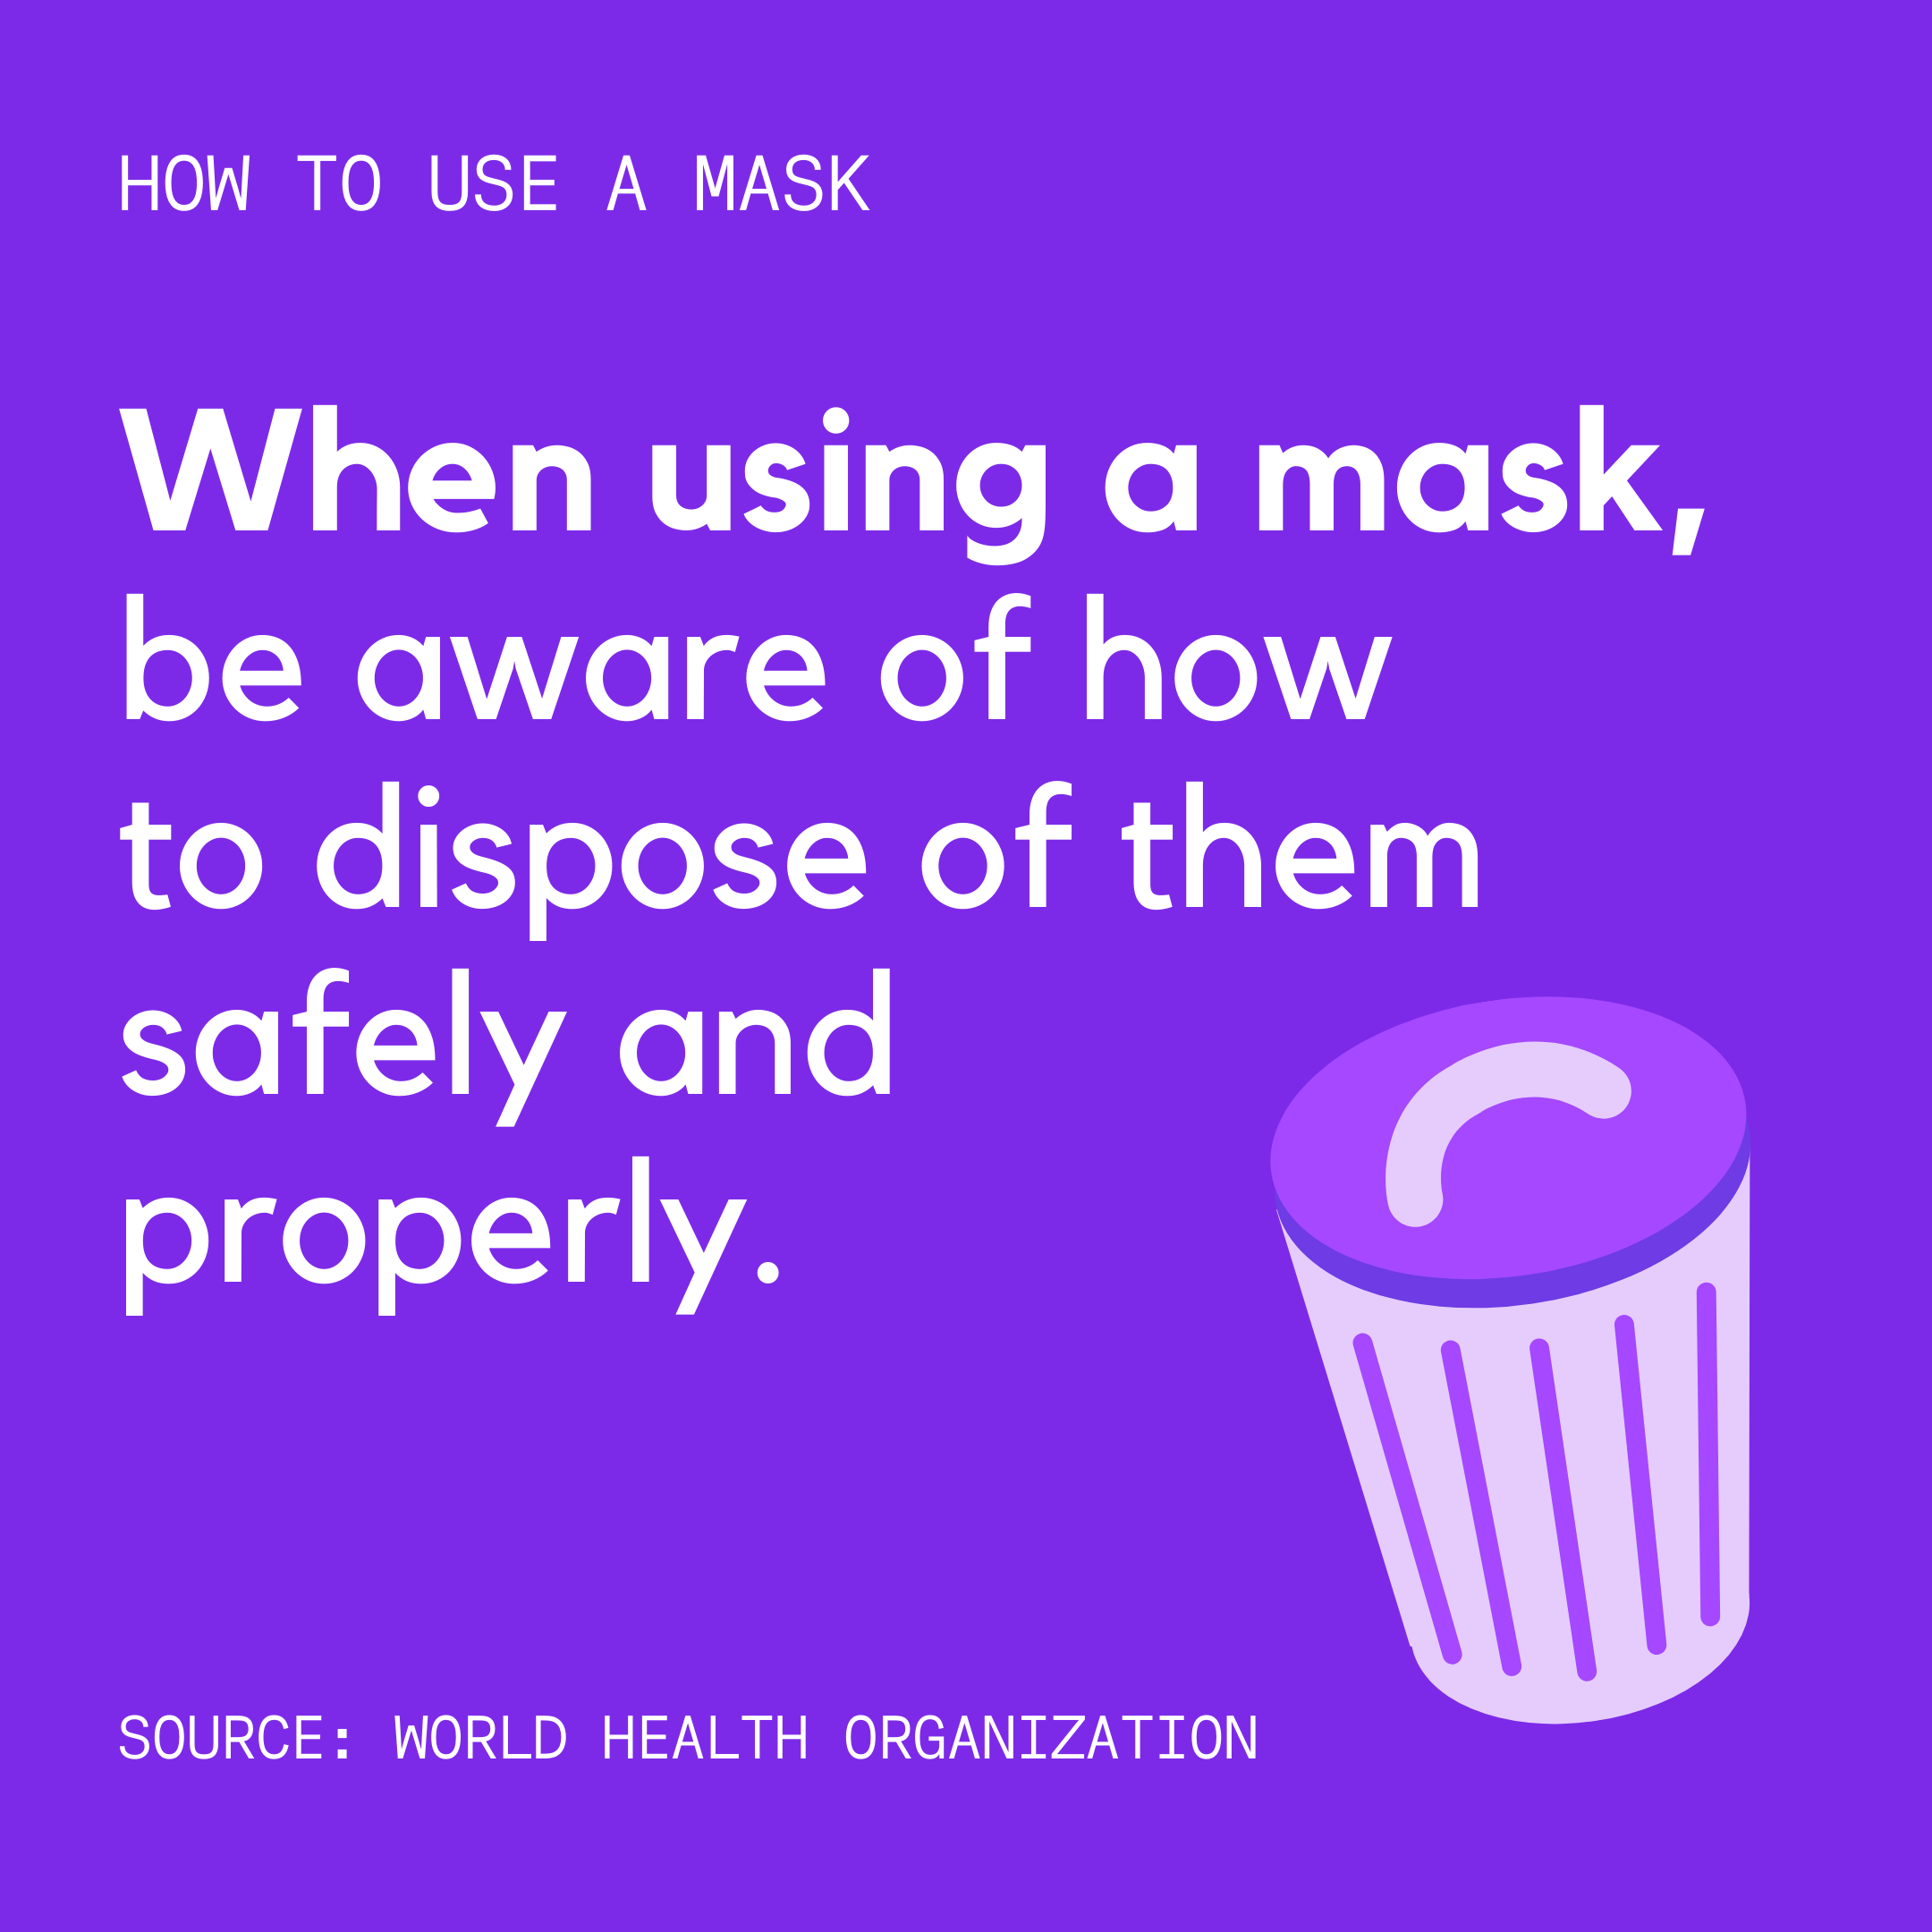 HOW TO USE A MASK
When using a mask,
be aware of how
to dispose of them
safely and
properly.
SOURCE: WORLD HEALTH ORGANIZATION